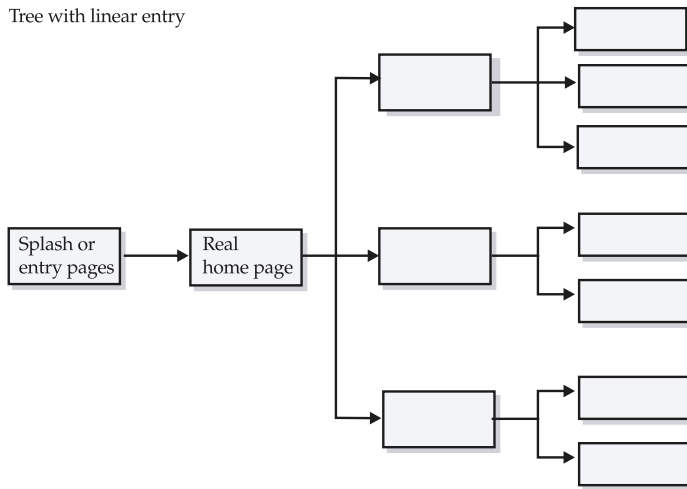 Tree with linear entry
Splash or
entry pages
Real
home page